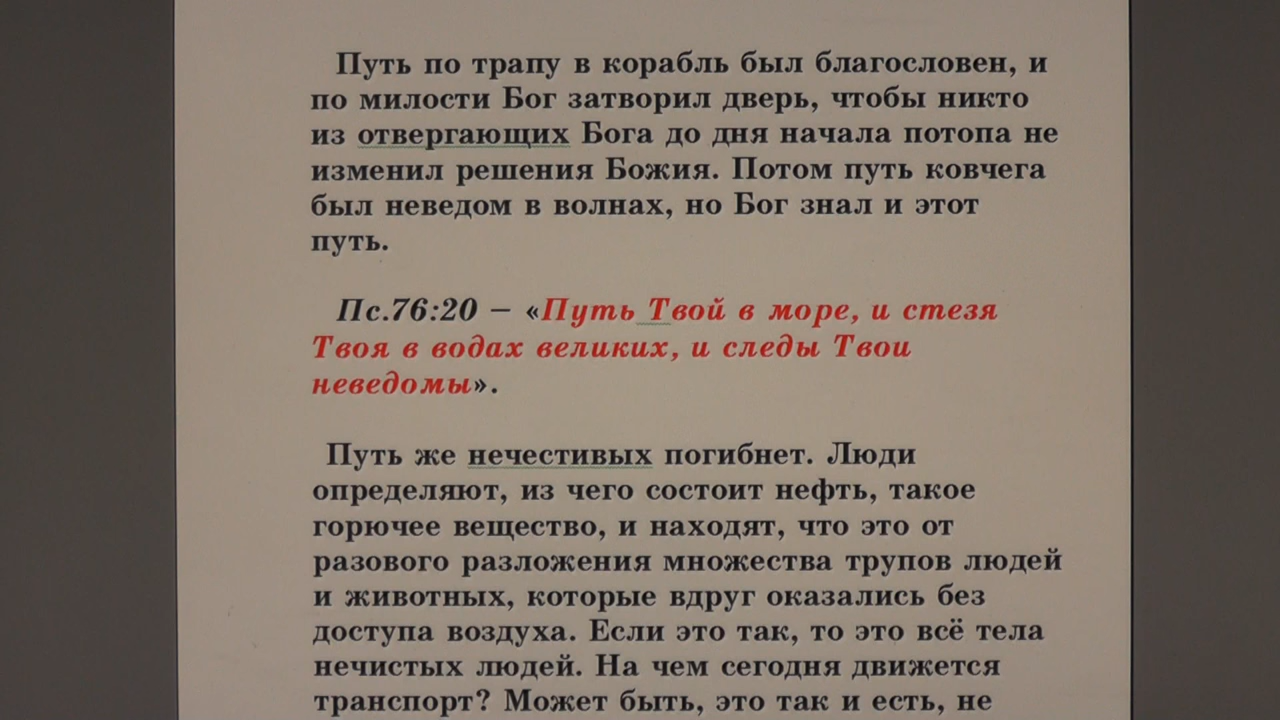 Путь по трапу в корабль был благословен, и
по милости Бог затворил дверь, чтобы никто
из отвергающих Бога до дня начала потопа не
изменил решения Божия. Потом путь ковчега
был неведом в волнах, но Бог знал и этот
путь.
Пс.76:20 – «Путь Твой в море, и стезя
Твоя в водах великих, и следы Твои
неведомы».
Путь же нечестивых погибнет. Люди
определяют, из чего состоит нефть, такое
горючее вещество, и находят, что это от
разового разложения множества трупов людей
и животных, которые вдруг оказались без
доступа воздуха. Если это так, то это всё тела
нечистых людей. На чем сегодня движется
транспорт? Может быть, это так и есть, не